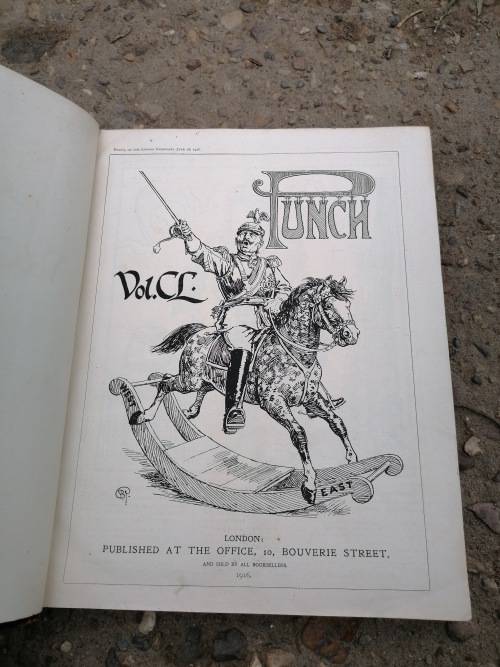 PUNCH
Vol. CL.
WEST
EAST
LONDON:
PUBLISHED AT THE OFFICE, 10, BOUVERIE STREET,
AND SOLD BY ALL BOOKSELLERS.
1916.